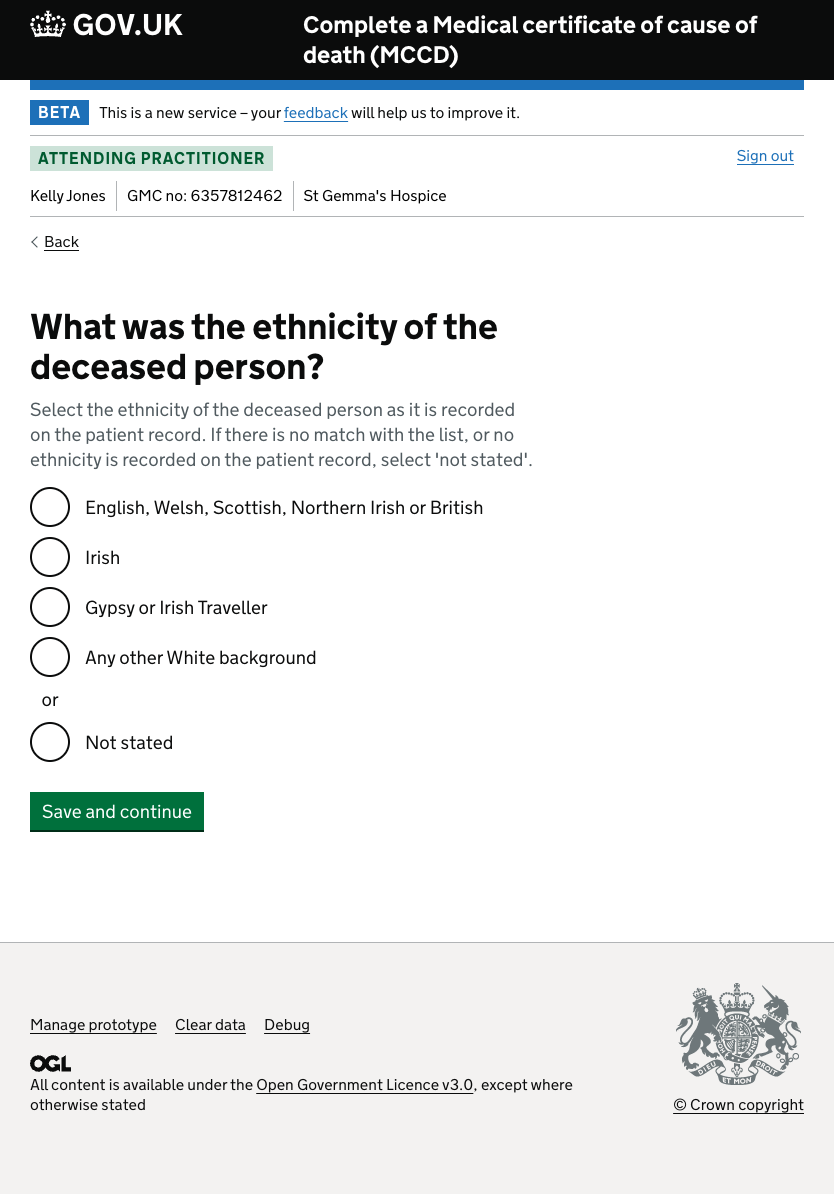 GOV.UK
Complete a Medical certificate of cause of
death (MCCD)
BETA This is a new service – your feedback will help us to improve it.
ATTENDING PRACTITIONER
Sign out
Kelly Jones GMC no: 6357812462 St Gemma's Hospice
Back
What was the ethnicity of the
deceased person?
Select the ethnicity of the deceased person as it is recorded
on the patient record. If there is no match with the list, or no
ethnicity is recorded on the patient record, select 'not stated'.
English, Welsh, Scottish, Northern Irish or British
Irish
Gypsy or Irish Traveller
Any other White background
or
Not stated
Save and continue
Manage prototype Clear data Debug
OGL
All content is available under the Open Government Licence v3.0, except where
otherwise stated
DIEU ET MON DROIT
© Crown copyright